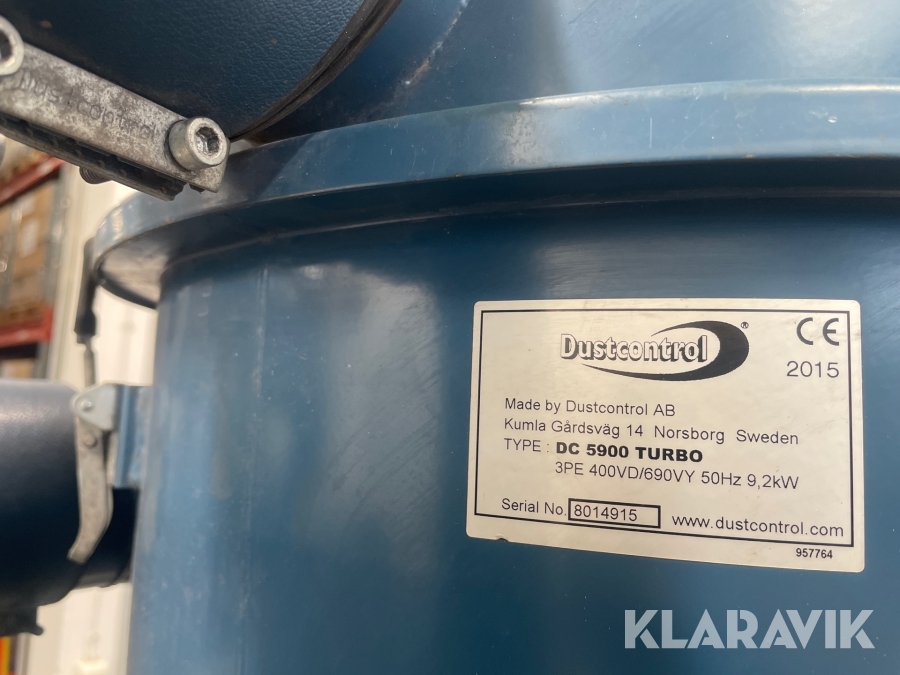 Dustcontrol®
CE
2015
Made by Dustcontrol AB
Kumla Gårdsväg 14 Norsborg Sweden
TYPE : DC 5900 TURBO
3PE 400VD/690VY 50Hz 9,2kW
Serial No. 8014915
www.dustcontrol.com
957764
KLARAVIK